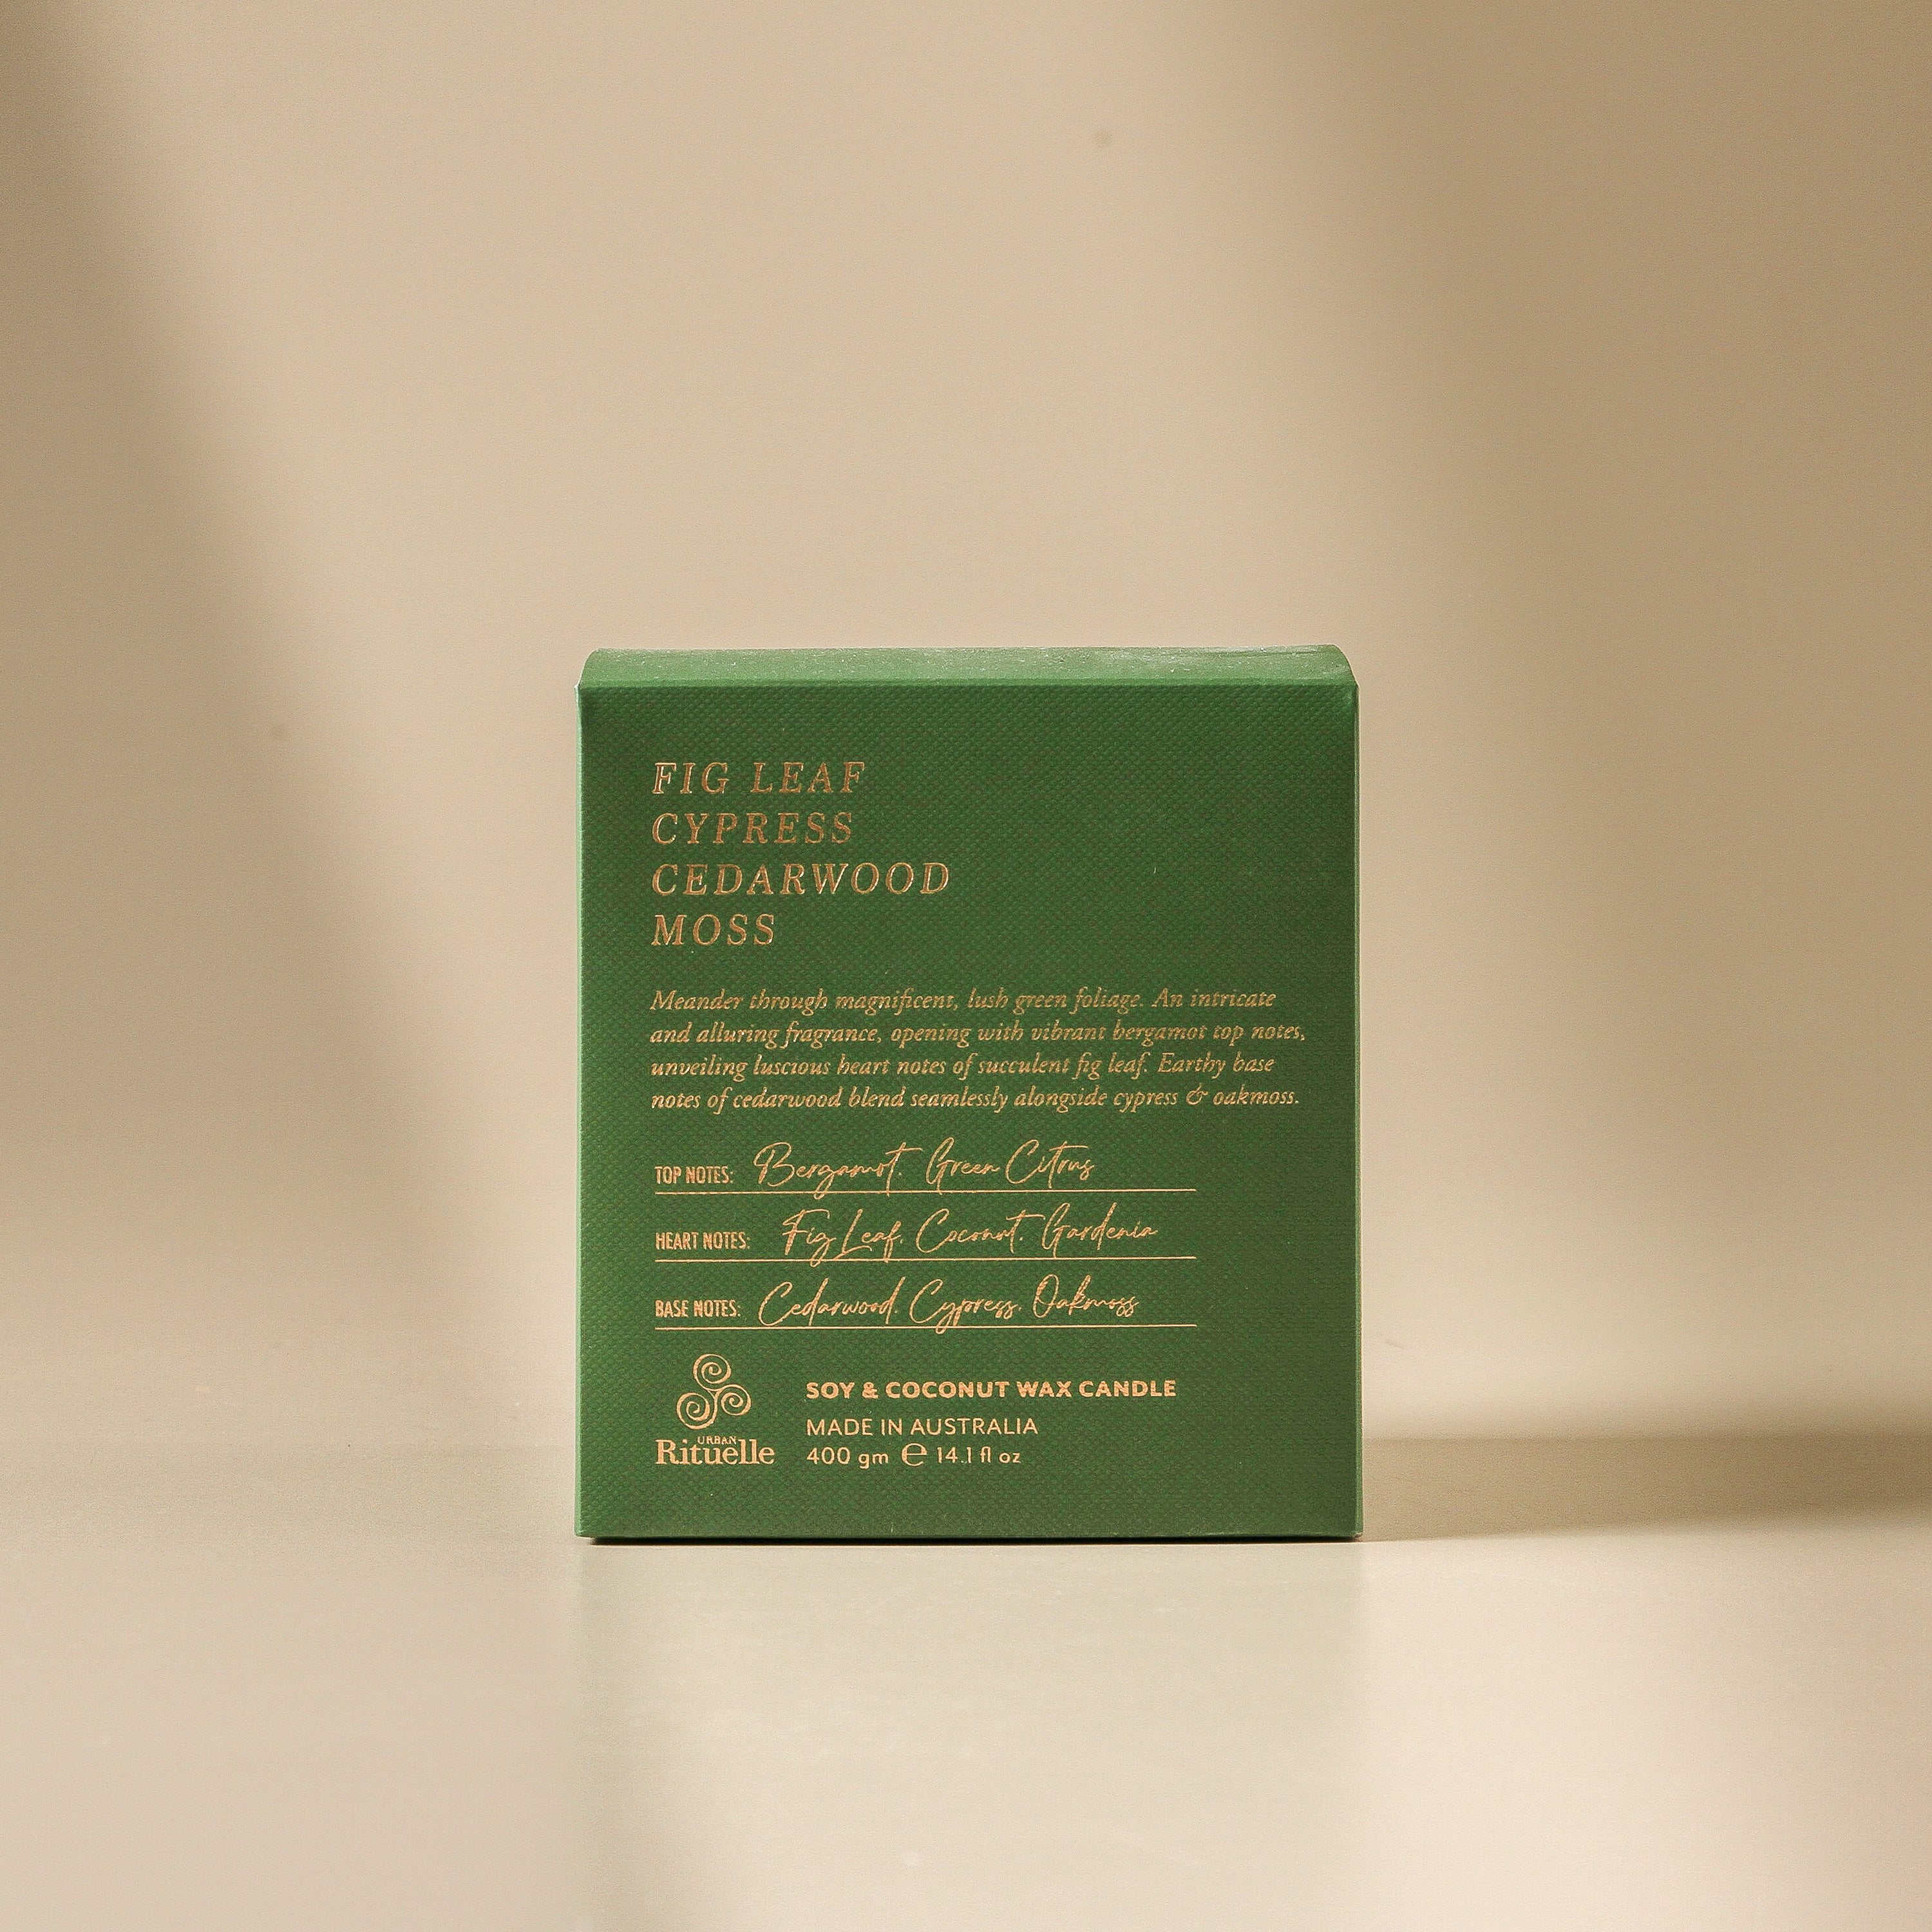 FIG LEAF
CYPRESS
CEDARWOOD
MOSS
Meander through magnificent, lush green foliage. An intricate
and alluring fragrance, opening with vibrant bergamot top notes,
unveiling luscious heart notes of succulent fig leaf. Earthy base
notes of cedarwood blend seamlessly alongside cypress & oakmoss.
TOP NOTES: Bergamot, Green Citrus
HEART NOTES: Fig Leaf, Coconut, Gardenia
BASE NOTES: Cedarwood, Cypress, Oakmoss
URBAN
Rituelle
SOY & COCONUT WAX CANDLE
MADE IN AUSTRALIA
400 gm ℮ 14.1 fl oz